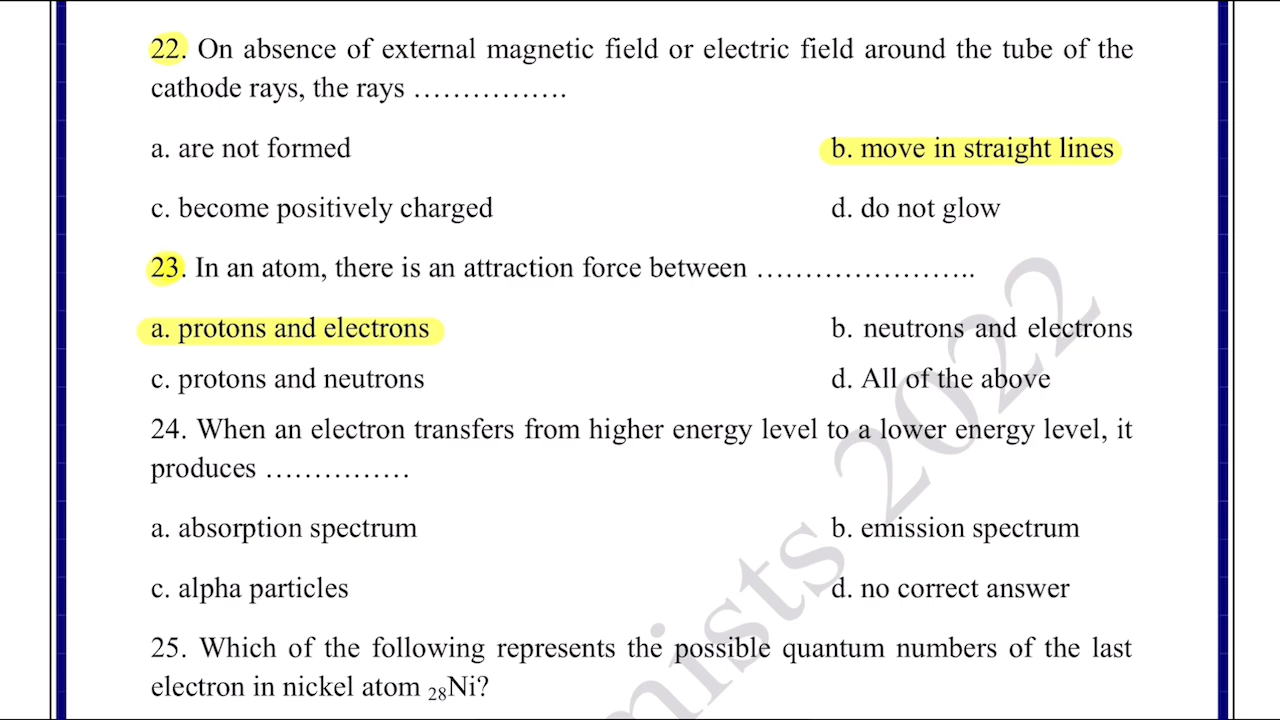 22. On absence of external magnetic field or electric field around the tube of the
cathode rays, the rays …………….
a. are not formed
b. move in straight lines
c. become positively charged
d. do not glow
23. In an atom, there is an attraction force between …………………..
a. protons and electrons
b. neutrons and electrons
c. protons and neutrons
d. All of the above
24. When an electron transfers from higher energy level to a lower energy level, it
produces ……………
a. absorption spectrum
b. emission spectrum
c. alpha particles
d. no correct answer
25. Which of the following represents the possible quantum numbers of the last
electron in nickel atom ₂₈Ni?
2022